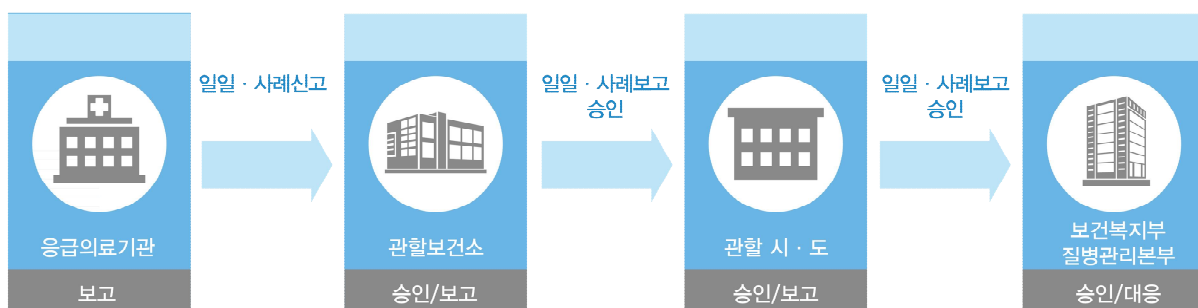 일일 · 사례신고
일일 · 사례보고
승인
일일 · 사례보고
승인
응급의료기관
관할보건소
관할 시 · 도
보건복지부
질병관리본부
보고
승인/보고
승인/보고
승인/대응